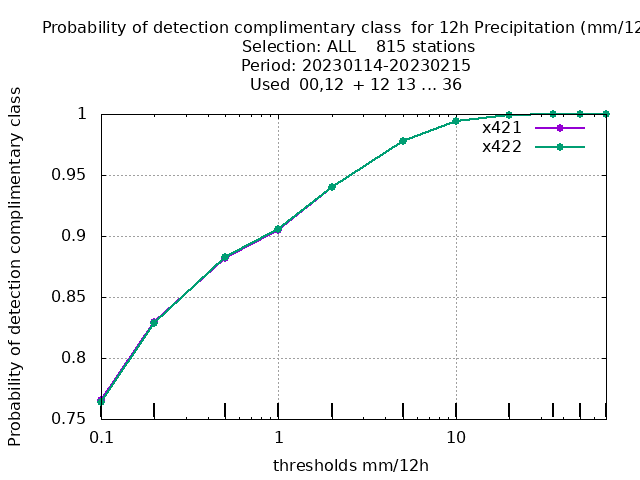 Probability of detection complimentary class for 12h Precipitation (mm/12
Selection: ALL 815 stations
Period: 20230114-20230215
Used 00,12 + 12 13 ... 36
Probability of detection complimentary class
1
0.95
0.9
0.85
0.8
0.75
x421
x422
0.1 1 10
thresholds mm/12h